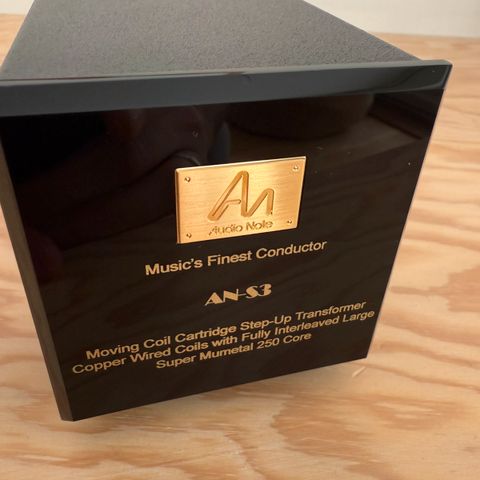 An
Audio Note
Music's Finest Conductor
AN-S3
Moving Coil Cartridge Step-Up Transformer
Copper Wired Coils with Fully Interleaved Large
Super Mumetal 250 Core